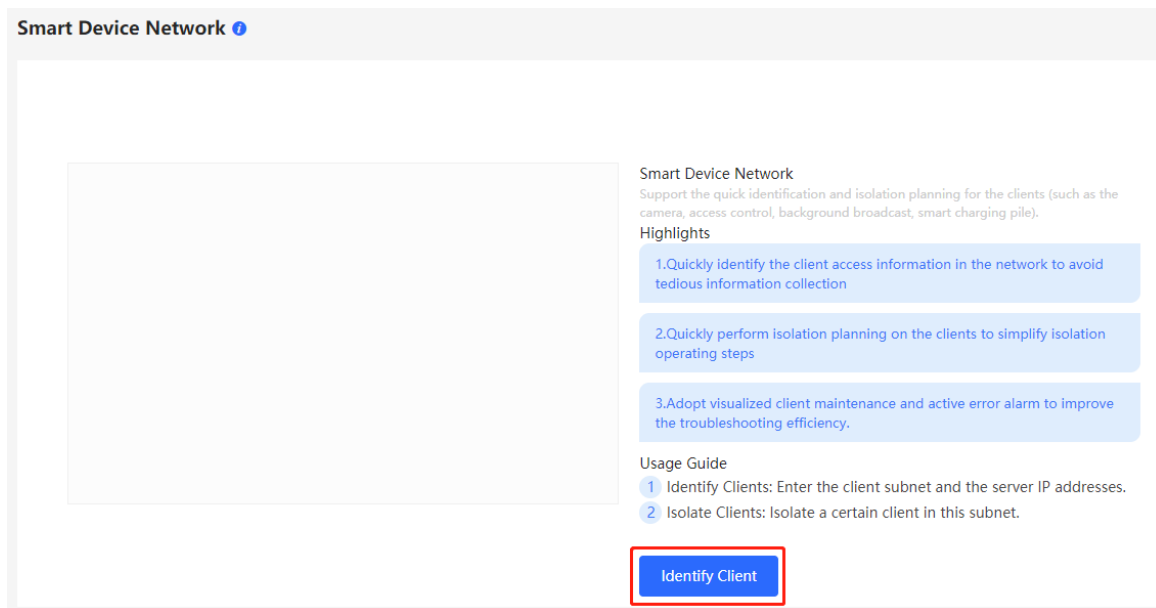 Smart Device Network i
Smart Device Network
Support the quick identification and isolation planning for the clients (such as the
camera, access control, background broadcast, smart charging pile).
Highlights
1.Quickly identify the client access information in the network to avoid
tedious information collection
2.Quickly perform isolation planning on the clients to simplify isolation
operating steps
3.Adopt visualized client maintenance and active error alarm to improve
the troubleshooting efficiency.
Usage Guide
1 Identify Clients: Enter the client subnet and the server IP addresses.
2 Isolate Clients: Isolate a certain client in this subnet.
Identify Client